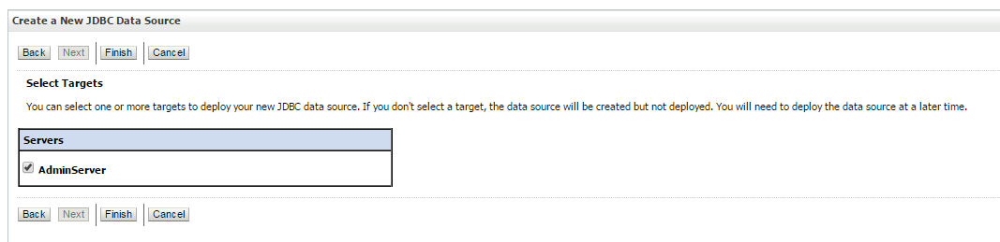 Create a New JDBC Data Source
Back Next Finish Cancel
Select Targets
You can select one or more targets to deploy your new JDBC data source. If you don't select a target, the data source will be created but not deployed. You will need to deploy the data source at a later time.
Servers
AdminServer
Back Next Finish Cancel